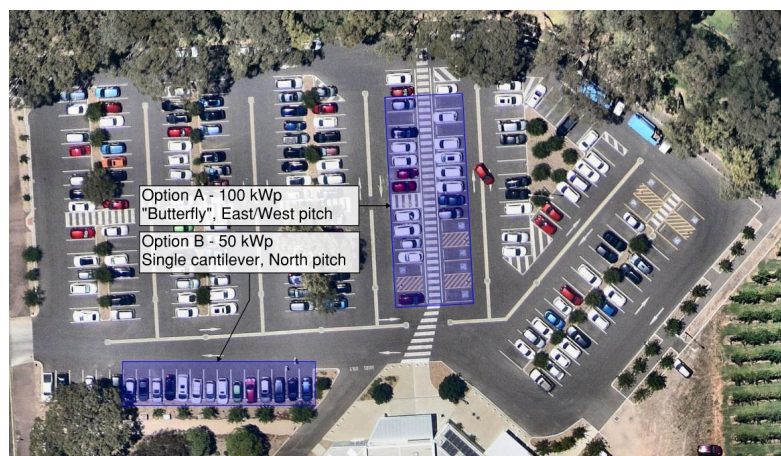 Option A - 100 kWp
"Butterfly", East/West pitch
Option B - 50 kWp
Single cantilever, North pitch